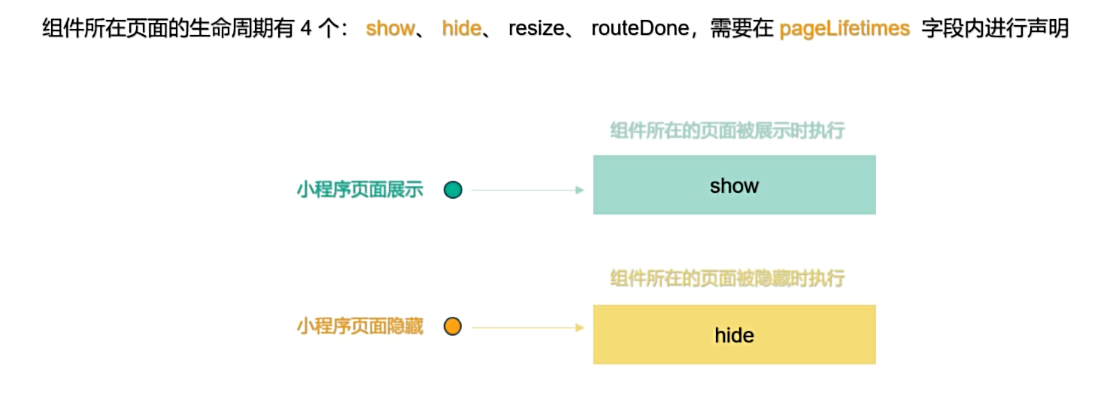 组件所在页面的生命周期有 4 个： show、 hide、 resize、 routeDone，需要在 pageLifetimes 字段内进行声明
组件所在的页面被展示时执行
小程序页面展示
show
组件所在的页面被隐藏时执行
小程序页面隐藏
hide